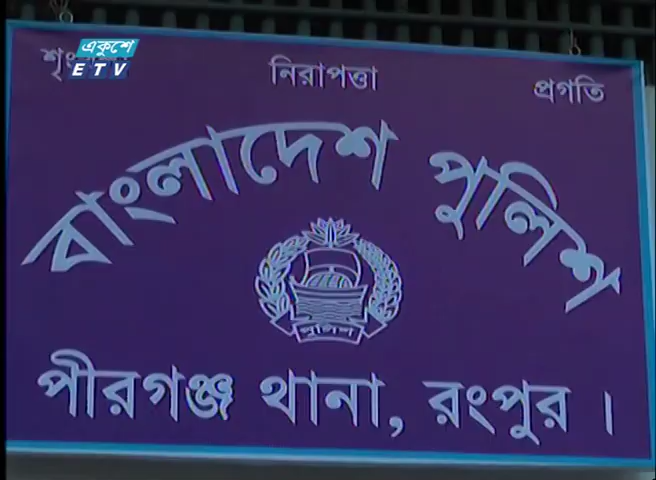 একুশে
ETV
নিরাপত্তা প্রগতি
বাংলাদেশ পুলিশ
পুলিশ
পীরগঞ্জ থানা, রংপুর ।